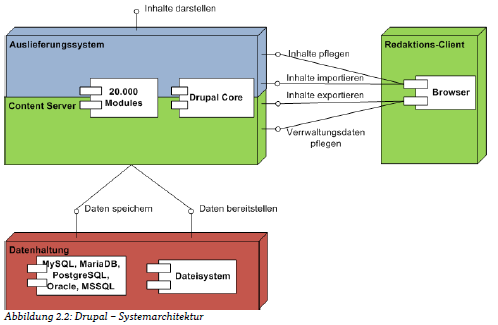 Inhalte darstellen
Auslieferungssystem
Redaktions-Client
Inhalte pflegen
Inhalte importieren
20.000
Modules
Drupal Core
Browser
Content Server
Inhalte exportieren
Verrwaltungsdaten
pflegen
Daten speichern
Daten bereitstellen
Datenhaltung
MySQL, MariaDB,
PostgreSQL,
Oracle, MSSQL
Dateisystem
Abbildung 2.2: Drupal – Systemarchitektur